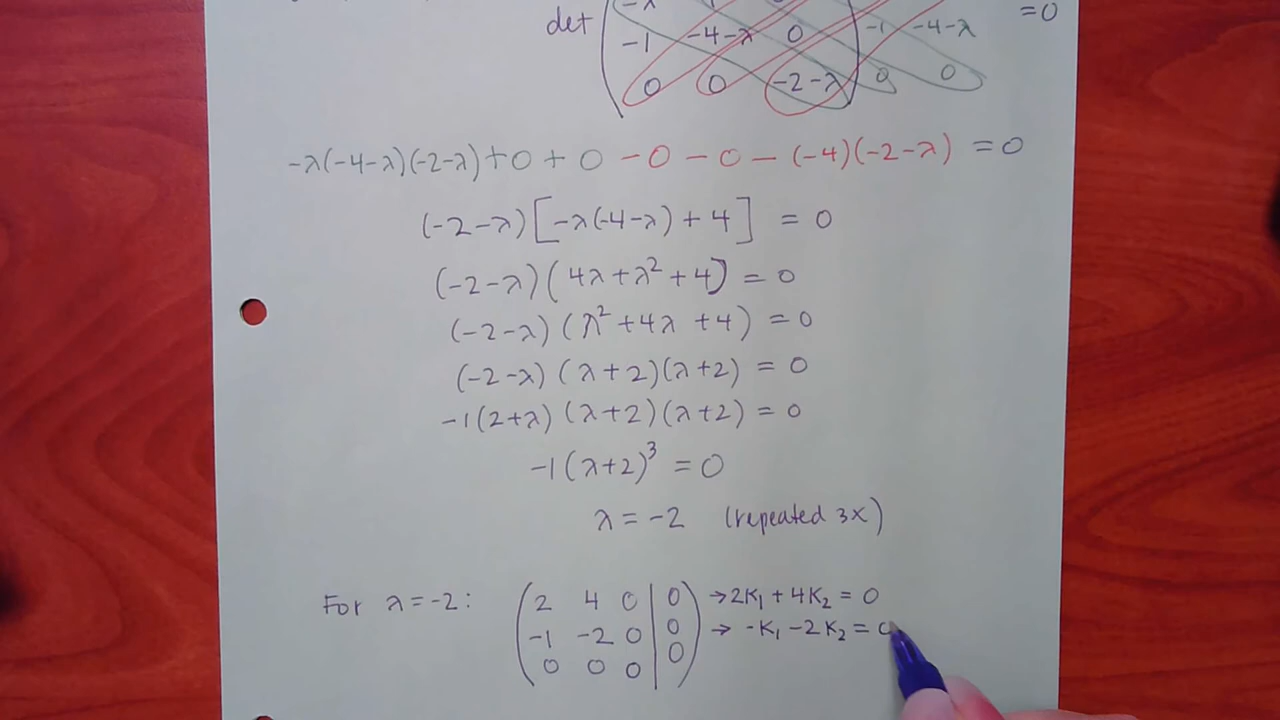 det -λ = 0
-1 -4-λ 0 -1 -4-λ
0 0 -2-λ 0 0
-λ(-4-λ)(-2-λ)+0+0-0-0-(-4)(-2-λ) = 0
(-2-λ)[-λ(-4-λ)+4] = 0
(-2-λ)(4λ+λ²+4) = 0
(-2-λ)(λ²+4λ+4) = 0
(-2-λ)(λ+2)(λ+2) = 0
-1(2+λ)(λ+2)(λ+2) = 0
-1(λ+2)³ = 0
λ = -2 (repeated 3x)
For λ = -2: 2 4 0 | 0 → 2K₁ + 4K₂ = 0
-1 -2 0 | 0 → -K₁ - 2K₂ = 0
0 0 0 | 0